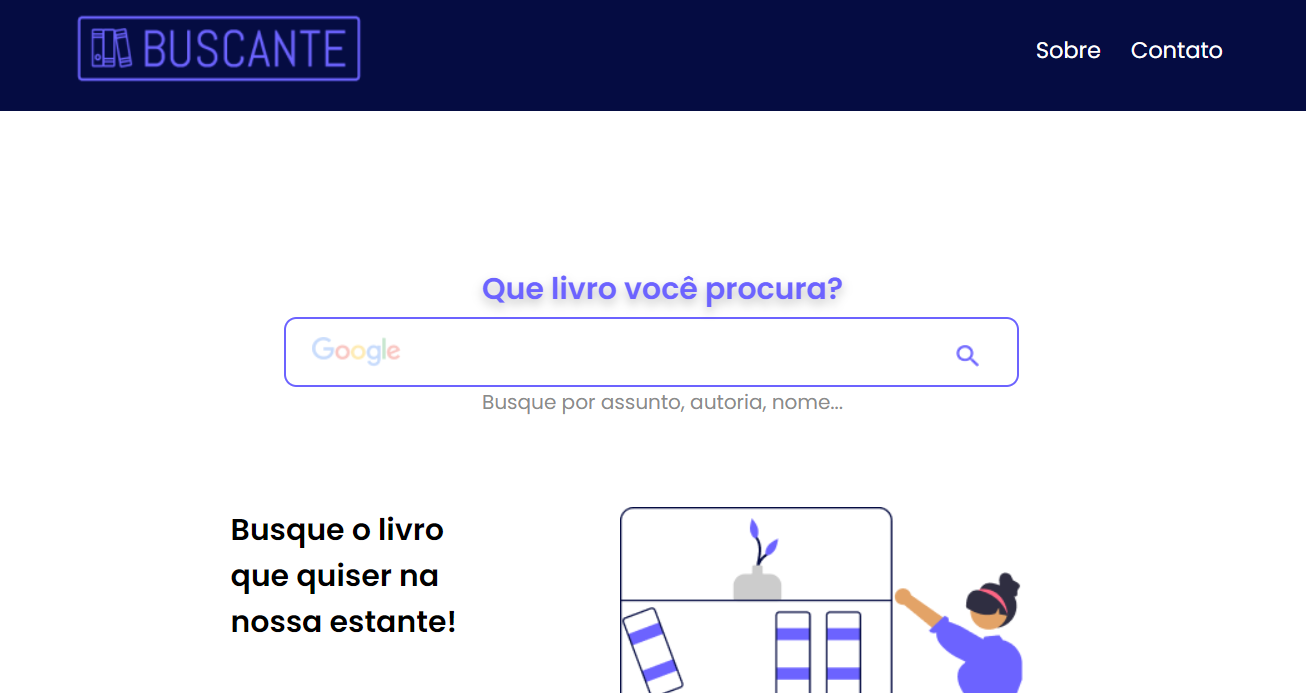 BUSCANTE
Sobre Contato
Que livro você procura?
Google
Busque por assunto, autoria, nome...
Busque o livro
que quiser na
nossa estante!